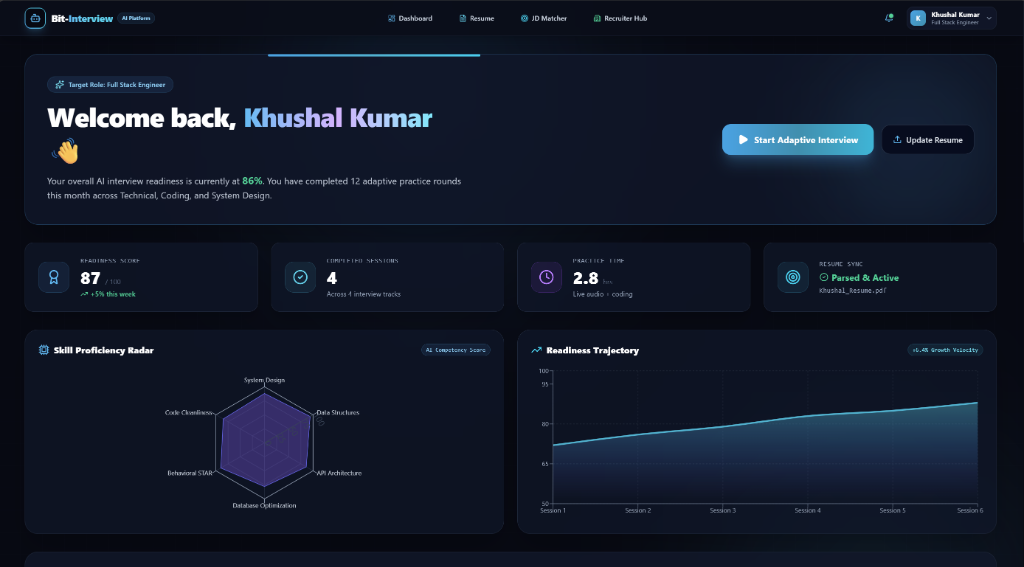 Bit-Interview
AI Platform
Dashboard
Resume
JD Matcher
Recruiter Hub
K
Khushal Kumar
Full Stack Engineer
Target Role: Full Stack Engineer
Welcome back, Khushal Kumar
Start Adaptive Interview
Update Resume
Your overall AI interview readiness is currently at 86%. You have completed 12 adaptive practice rounds
this month across Technical, Coding, and System Design.
READINESS SCORE
87 / 100
+5% this week
COMPLETED SESSIONS
4
Across 4 interview tracks
PRACTICE TIME
2.8 hrs
Live audio + coding
RESUME SYNC
Parsed & Active
Khushal_Resume.pdf
Skill Proficiency Radar
AI Competency Score
System Design
Code Cleanliness
Data Structures
Behavioral STAR
API Architecture
Database Optimization
Readiness Trajectory
+6.4% Growth Velocity
100
95
80
65
50
Session 1
Session 2
Session 3
Session 4
Session 5
Session 6